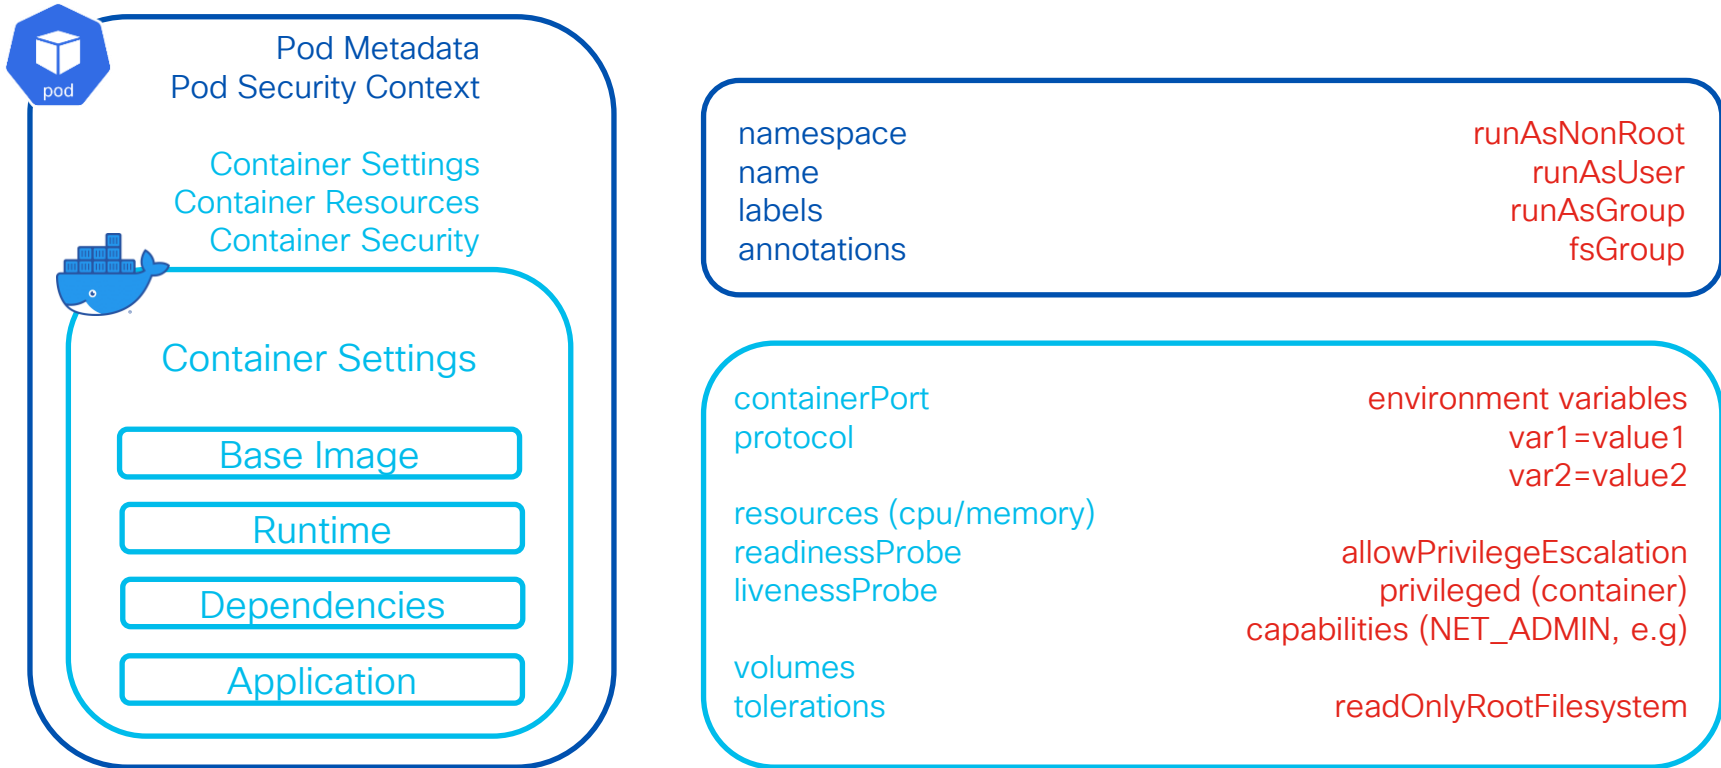 pod
Pod Metadata
Pod Security Context
Container Settings
Container Resources
Container Security
Container Settings
Base Image
Runtime
Dependencies
Application
namespace
name
labels
annotations
runAsNonRoot
runAsUser
runAsGroup
fsGroup
containerPort
protocol
resources (cpu/memory)
readinessProbe
livenessProbe
volumes
tolerations
environment variables
var1=value1
var2=value2
allowPrivilegeEscalation
privileged (container)
capabilities (NET_ADMIN, e.g)
readOnlyRootFilesystem